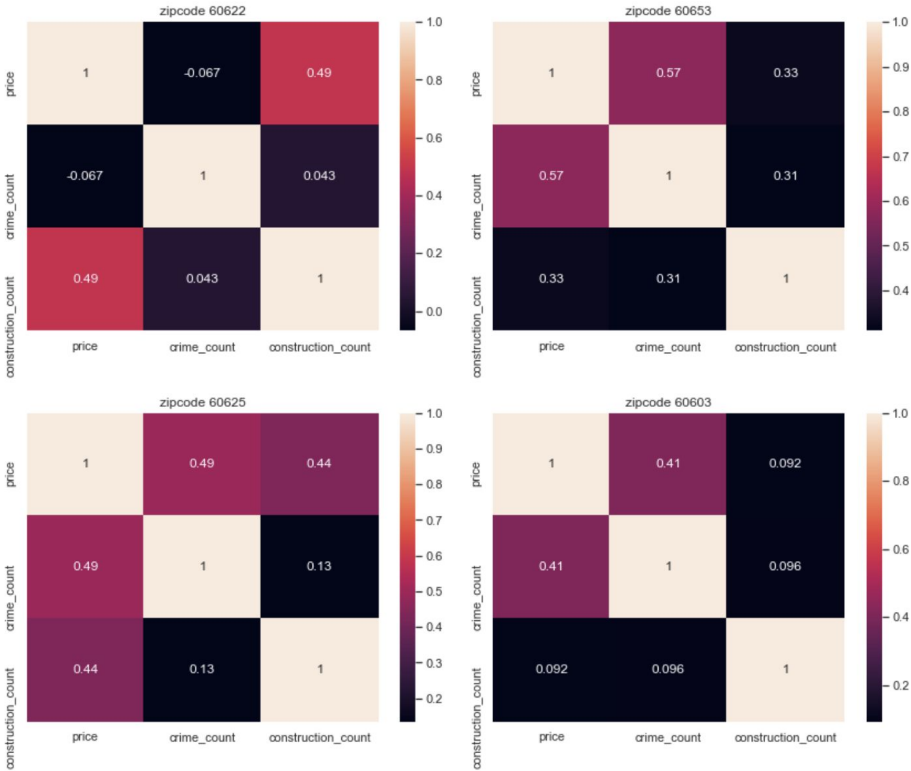 zipcode 60622
price
crime_count
construction_count
1 -0.067 0.49
-0.067 1 0.043
0.49 0.043 1
price crime_count construction_count
1.0
0.8
0.6
0.4
0.2
0.0
zipcode 60653
price
crime_count
construction_count
1 0.57 0.33
0.57 1 0.31
0.33 0.31 1
price crime_count construction_count
1.0
0.9
0.8
0.7
0.6
0.5
0.4
zipcode 60625
price
crime_count
construction_count
1 0.49 0.44
0.49 1 0.13
0.44 0.13 1
price crime_count construction_count
1.0
0.9
0.8
0.7
0.6
0.5
0.4
0.3
0.2
zipcode 60603
price
crime_count
construction_count
1 0.41 0.092
0.41 1 0.096
0.092 0.096 1
price crime_count construction_count
1.0
0.8
0.6
0.4
0.2